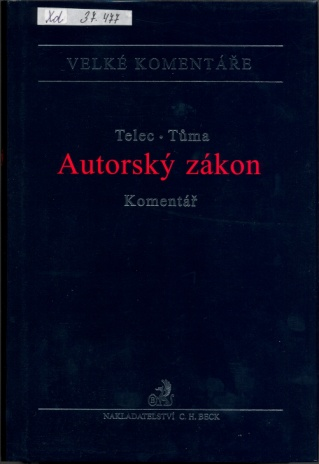 Xd 37.477
VELKÉ KOMENTÁŘE
Telec • Tůma
Autorský zákon
Komentář
NAKLADATELSTVÍ C. H. BECK